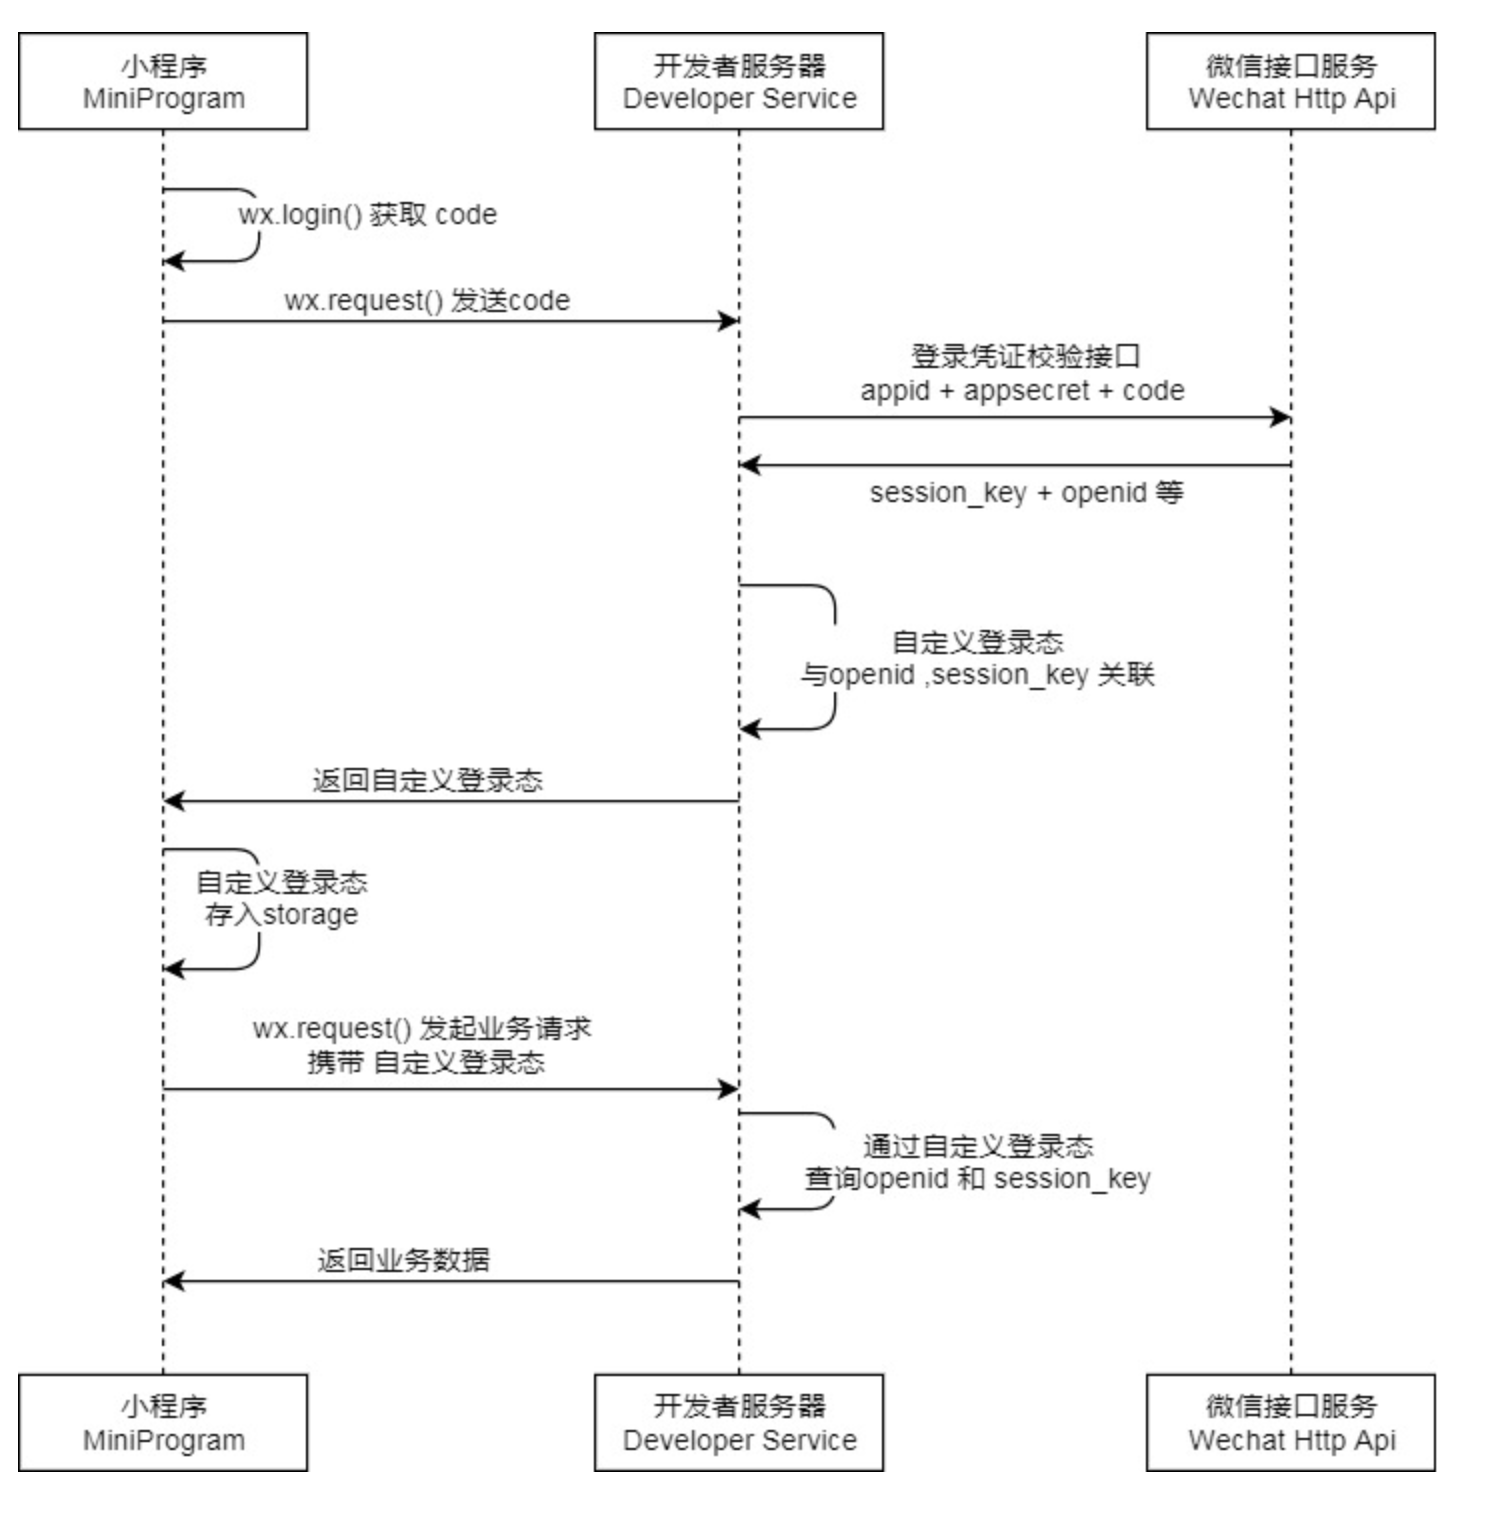 小程序
MiniProgram
开发者服务器
Developer Service
微信接口服务
Wechat Http Api
wx.login() 获取 code
wx.request() 发送code
登录凭证校验接口
appid + appsecret + code
session_key + openid 等
自定义登录态
与openid ,session_key 关联
返回自定义登录态
自定义登录态
存入storage
wx.request() 发起业务请求
携带 自定义登录态
通过自定义登录态
查询openid 和 session_key
返回业务数据
小程序
MiniProgram
开发者服务器
Developer Service
微信接口服务
Wechat Http Api